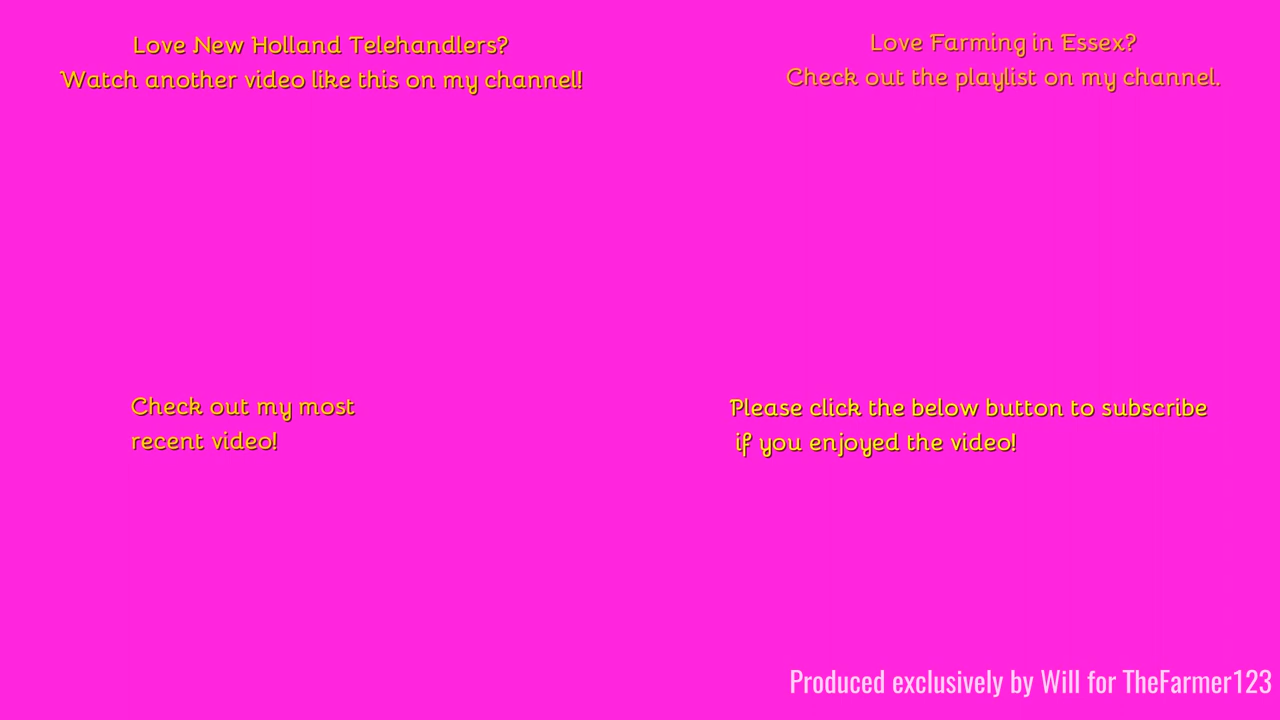 Love New Holland Telehandlers?
Watch another video like this on my channel!
Love Farming in Essex?
Check out the playlist on my channel.
Check out my most
recent video!
Please click the below button to subscribe
if you enjoyed the video!
Produced exclusively by Will for TheFarmer123